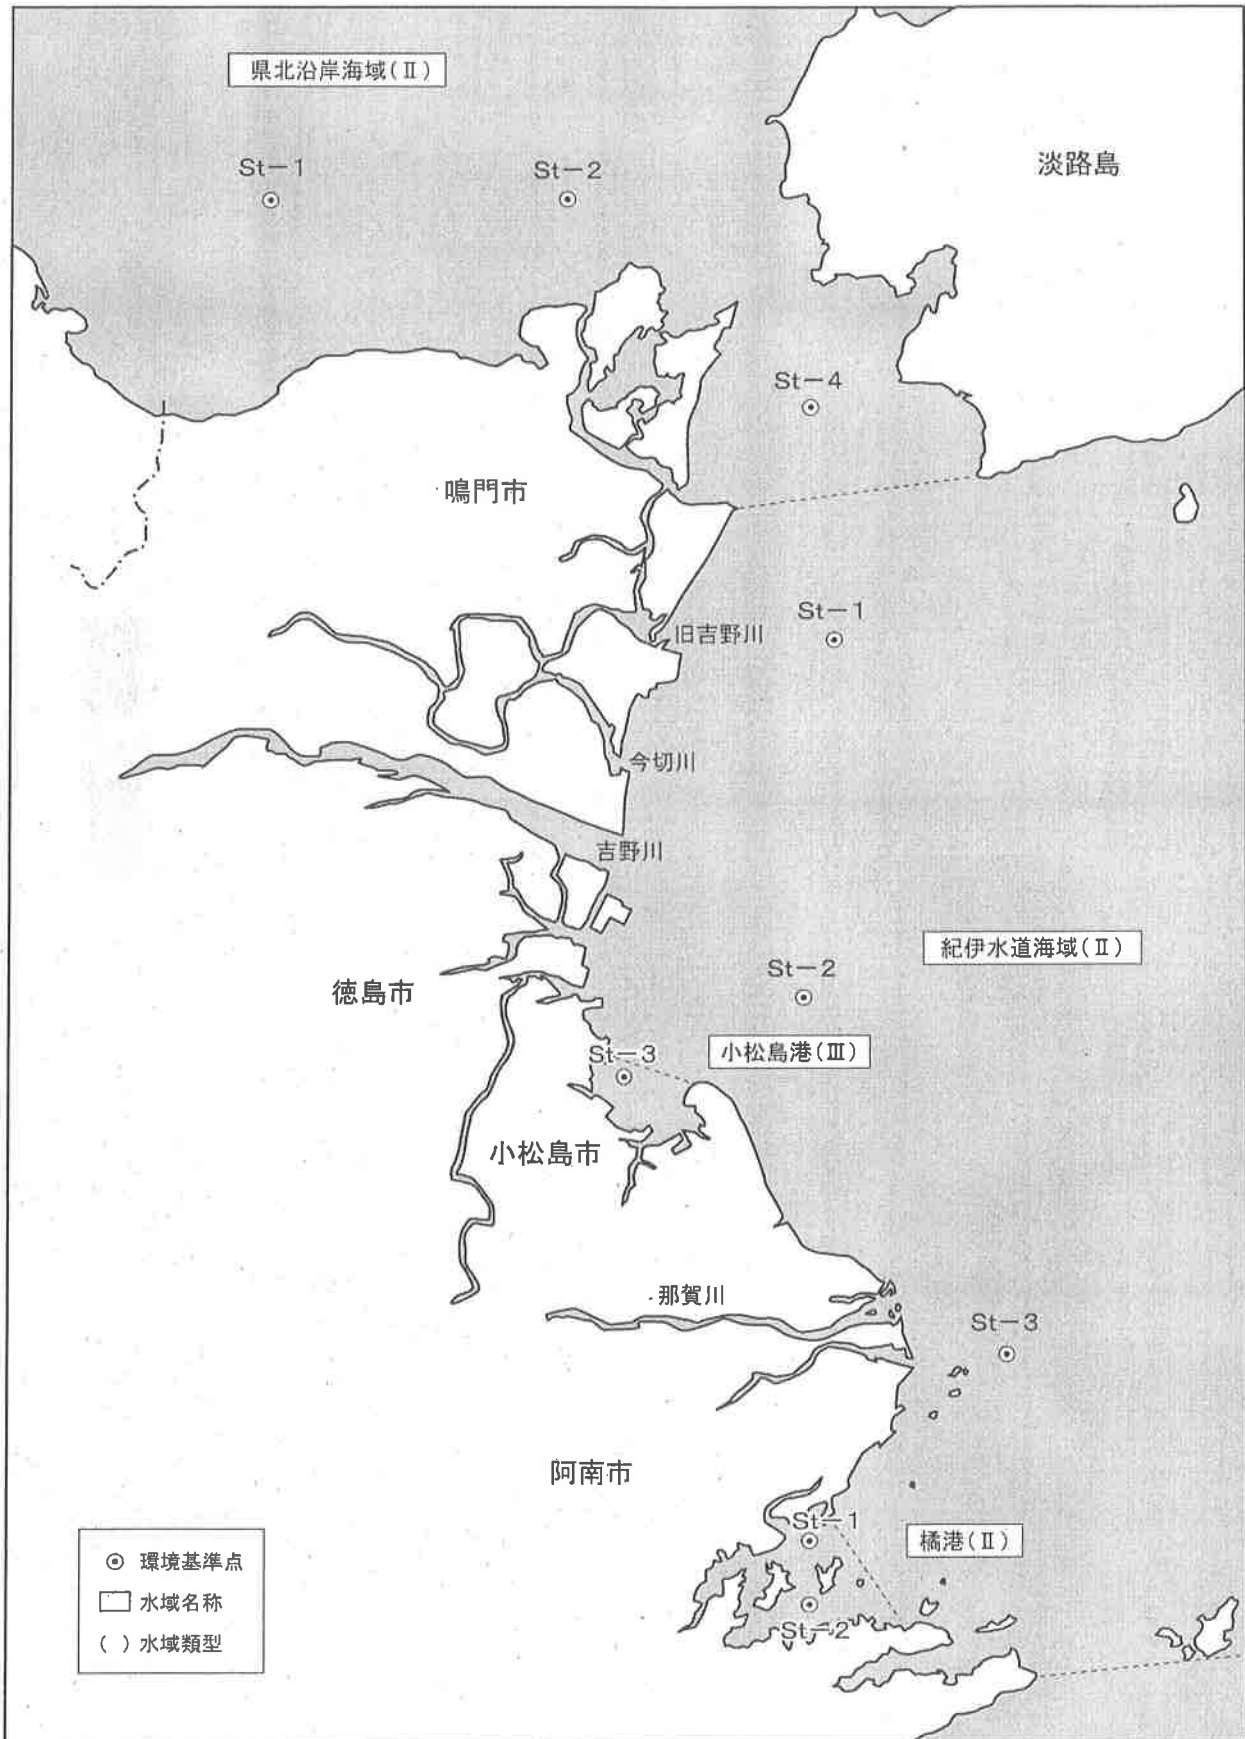 県北沿岸海域(Ⅱ)
St－1
St－2
淡路島
St－4
鳴門市
St－1
旧吉野川
今切川
吉野川
紀伊水道海域(Ⅱ)
St－2
徳島市
小松島港(Ⅲ)
St－3
小松島市
那賀川
St－3
阿南市
St－1
橘港(Ⅱ)
St－2
環境基準点
水域名称
( ) 水域類型